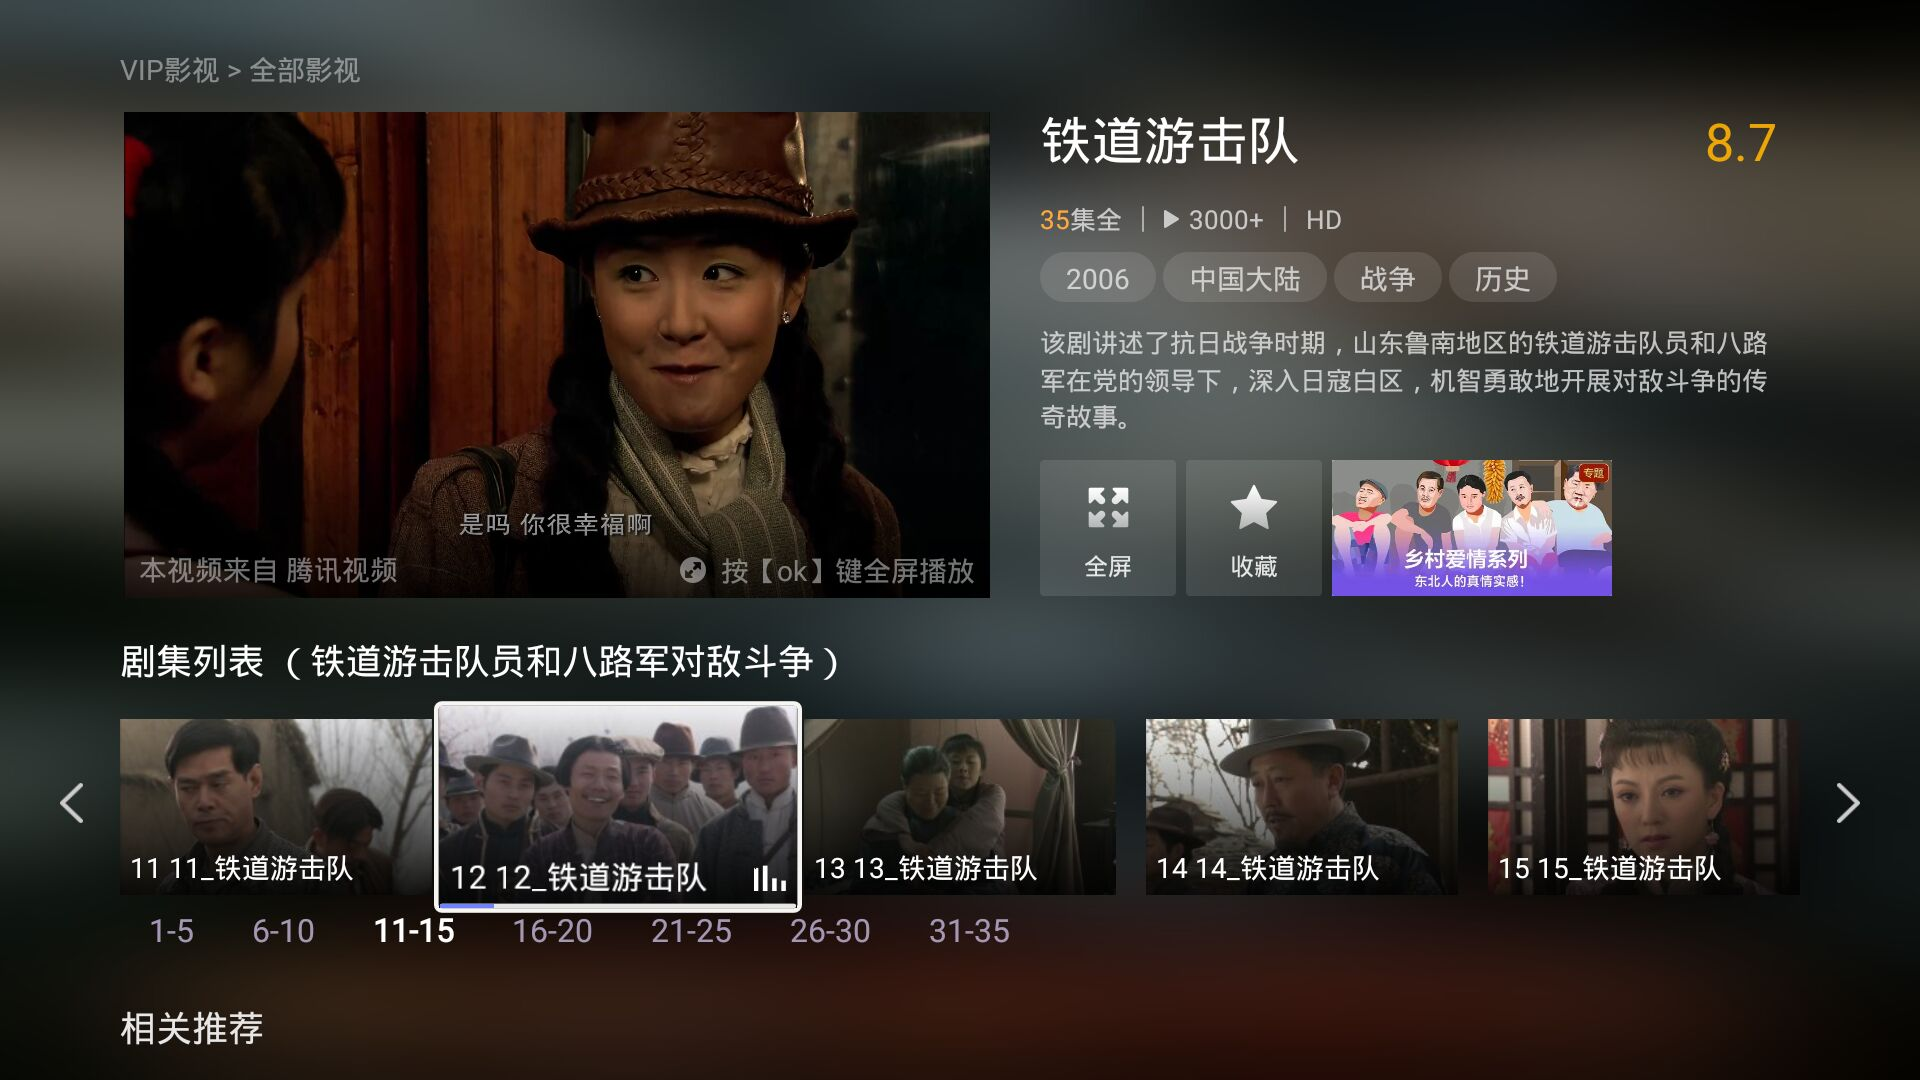 VIP影视 > 全部影视
铁道游击队
8.7
35集全 | ▶ 3000+ | HD
2006 中国大陆 战争 历史
该剧讲述了抗日战争时期，山东鲁南地区的铁道游击队员和八路
军在党的领导下，深入日寇白区，机智勇敢地开展对敌斗争的传
奇故事。
是吗 你很幸福啊
本视频来自 腾讯视频
按【ok】键全屏播放
全屏
收藏
专题
乡村爱情系列
东北人的真情实感！
剧集列表 （铁道游击队员和八路军对敌斗争）
11 11_铁道游击队
12 12_铁道游击队
13 13_铁道游击队
14 14_铁道游击队
15 15_铁道游击队
1-5 6-10 11-15 16-20 21-25 26-30 31-35
相关推荐